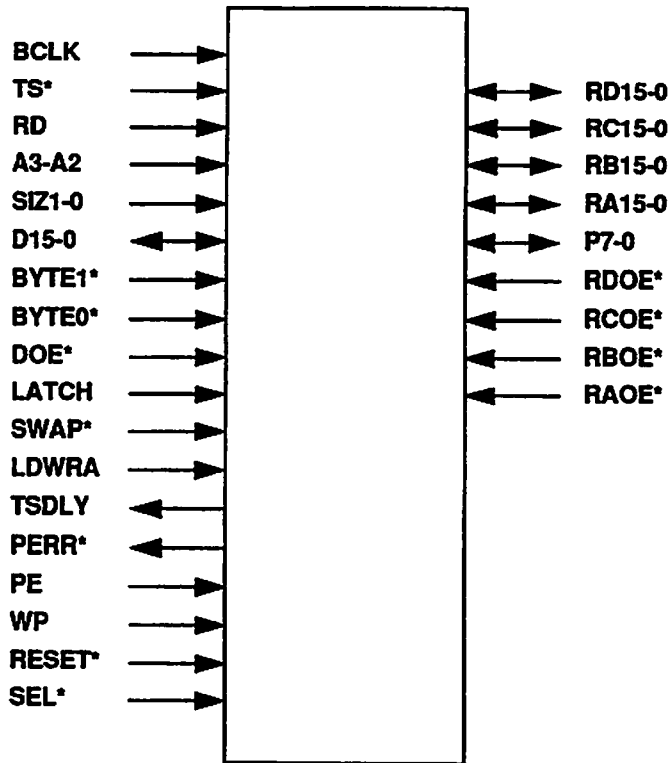 BCLK
TS*
RD
A3-A2
SIZ1-0
D15-0
BYTE1*
BYTE0*
DOE*
LATCH
SWAP*
LDWRA
TSDLY
PERR*
PE
WP
RESET*
SEL*
RD15-0
RC15-0
RB15-0
RA15-0
P7-0
RDOE*
RCOE*
RBOE*
RAOE*